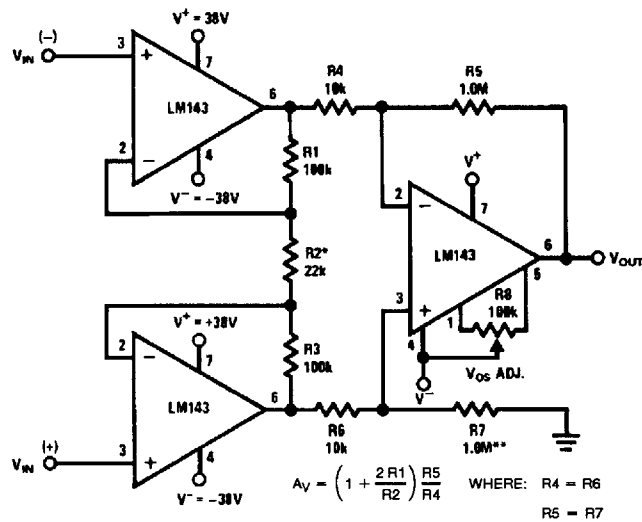 V+ = 38V
(-)
VIN
3
+
7
6
LM143
2
−
4
V− = -38V
R4
10k
R5
1.0M
R1
100k
R2*
22k
V+
2
−
7
LM143
6
VOUT
5
R8
100k
3
+
1
4
VOS ADJ.
V−
V+ = +38V
2
−
7
R3
100k
LM143
6
(+)
VIN
3
+
4
V− = -38V
R6
10k
R7
1.0M**
AV = (1 + 2 R1 / R2) R5 / R4 WHERE: R4 = R6
R5 = R7